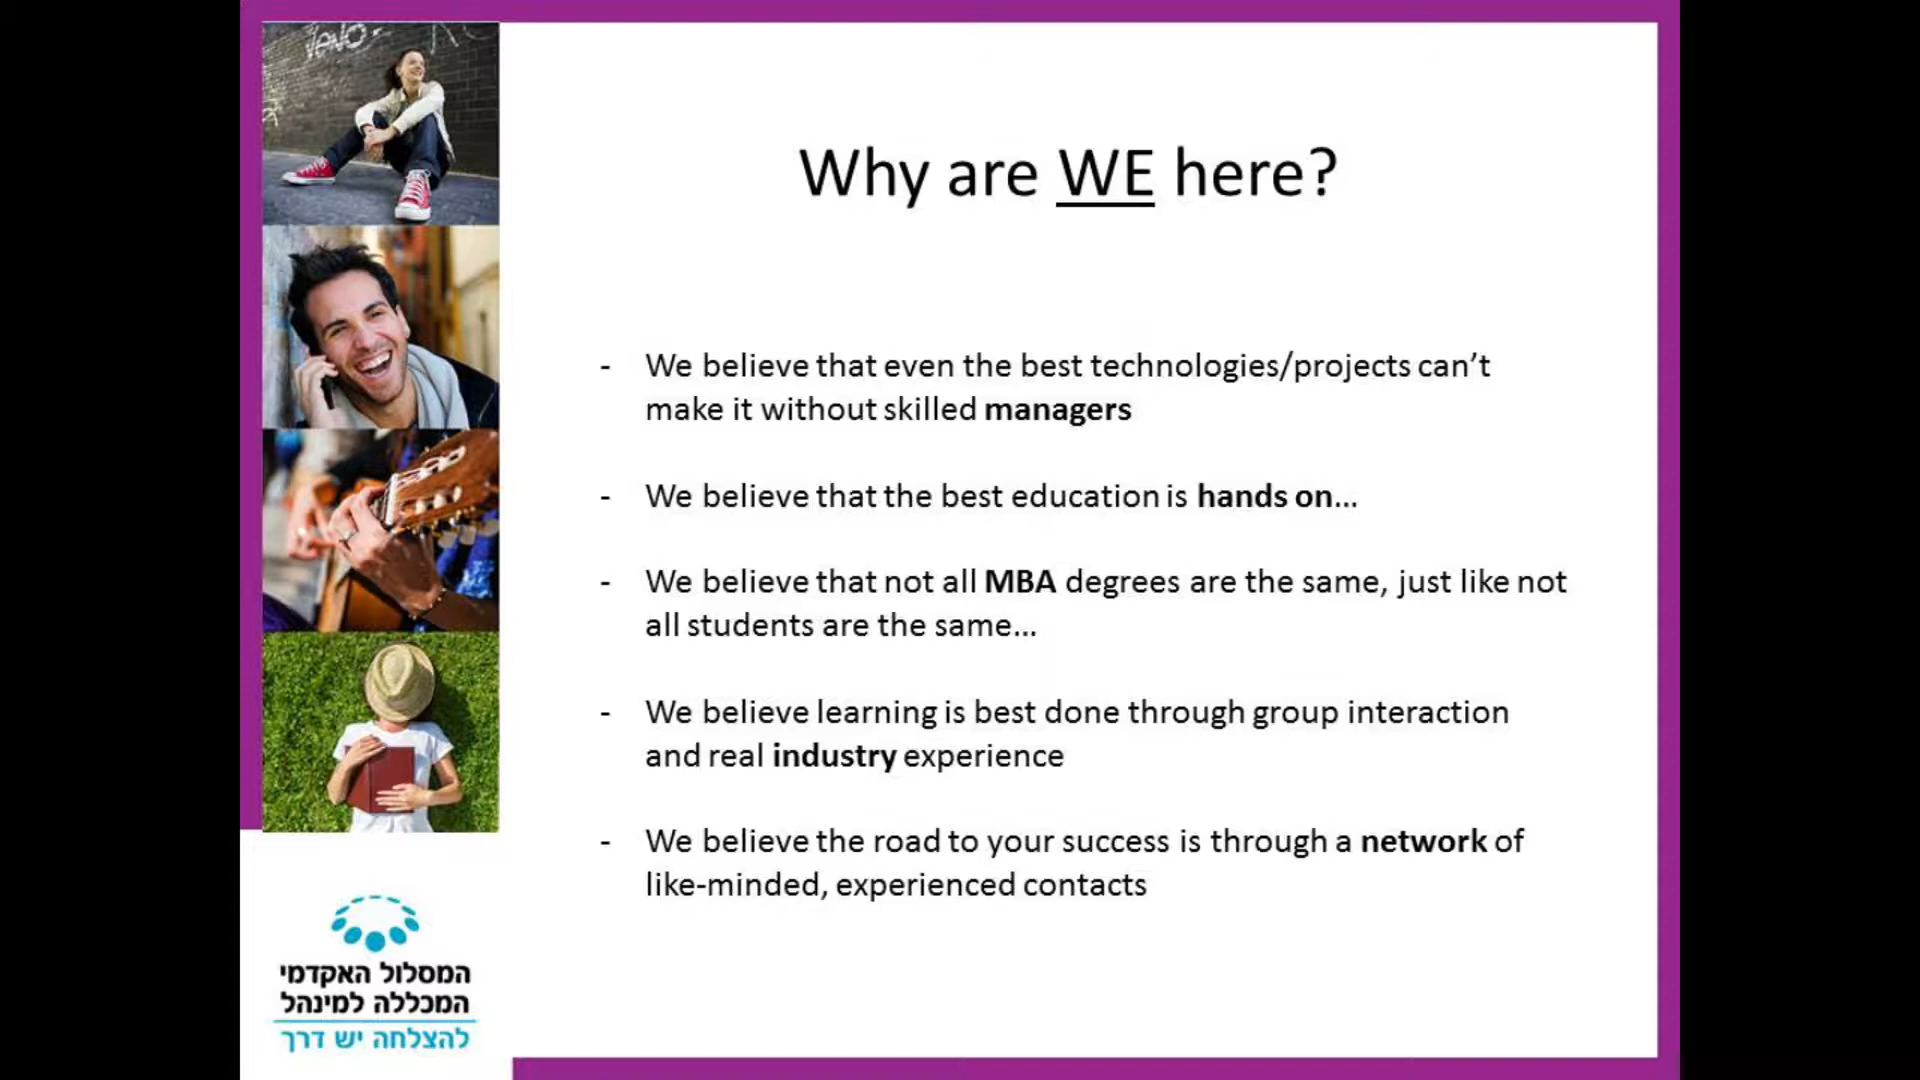 VENO
Why are WE here?
- We believe that even the best technologies/projects can’t
make it without skilled managers
- We believe that the best education is hands on...
- We believe that not all MBA degrees are the same, just like not
all students are the same...
- We believe learning is best done through group interaction
and real industry experience
- We believe the road to your success is through a network of
like-minded, experienced contacts
המסלול האקדמי
המכללה למינהל
להצלחה יש דרך